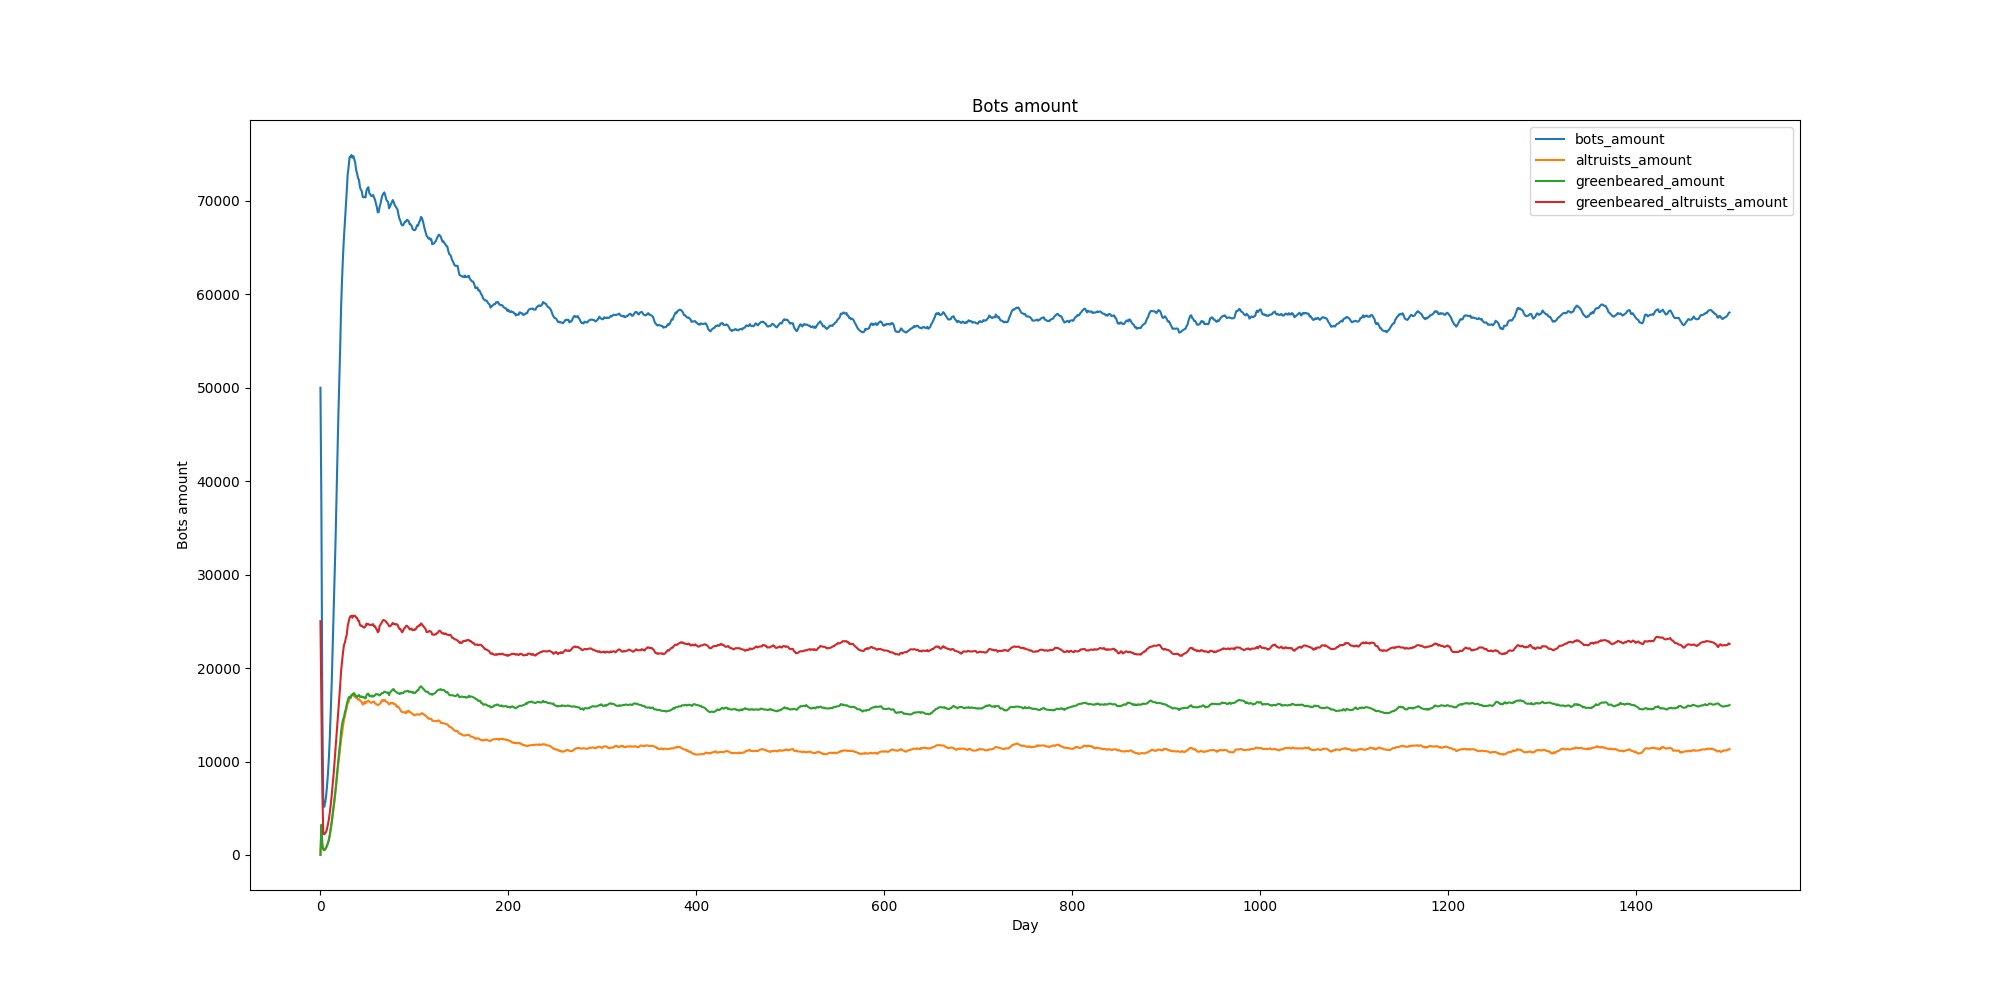 Bots amount
bots_amount
altruists_amount
greenbeared_amount
greenbeared_altruists_amount
Bots amount
70000
60000
50000
40000
30000
20000
10000
0
0 200 400 600 800 1000 1200 1400
Day